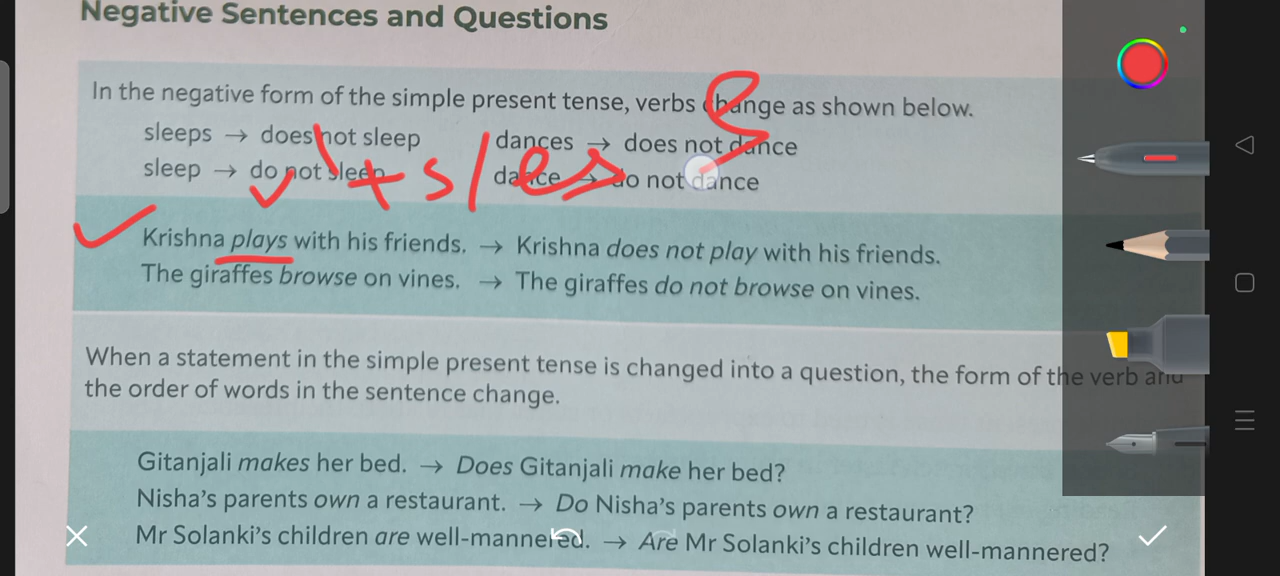 Negative Sentences and Questions
In the negative form of the simple present tense, verbs change as shown below.
sleeps → does not sleep dances → does not dance
sleep → do not sleep dance → do not dance
V + s/es
Krishna plays with his friends. → Krishna does not play with his friends.
The giraffes browse on vines. → The giraffes do not browse on vines.
When a statement in the simple present tense is changed into a question, the form of the verb and
the order of words in the sentence change.
Gitanjali makes her bed. → Does Gitanjali make her bed?
Nisha's parents own a restaurant. → Do Nisha's parents own a restaurant?
Mr Solanki's children are well-mannered. → Are Mr Solanki's children well-mannered?